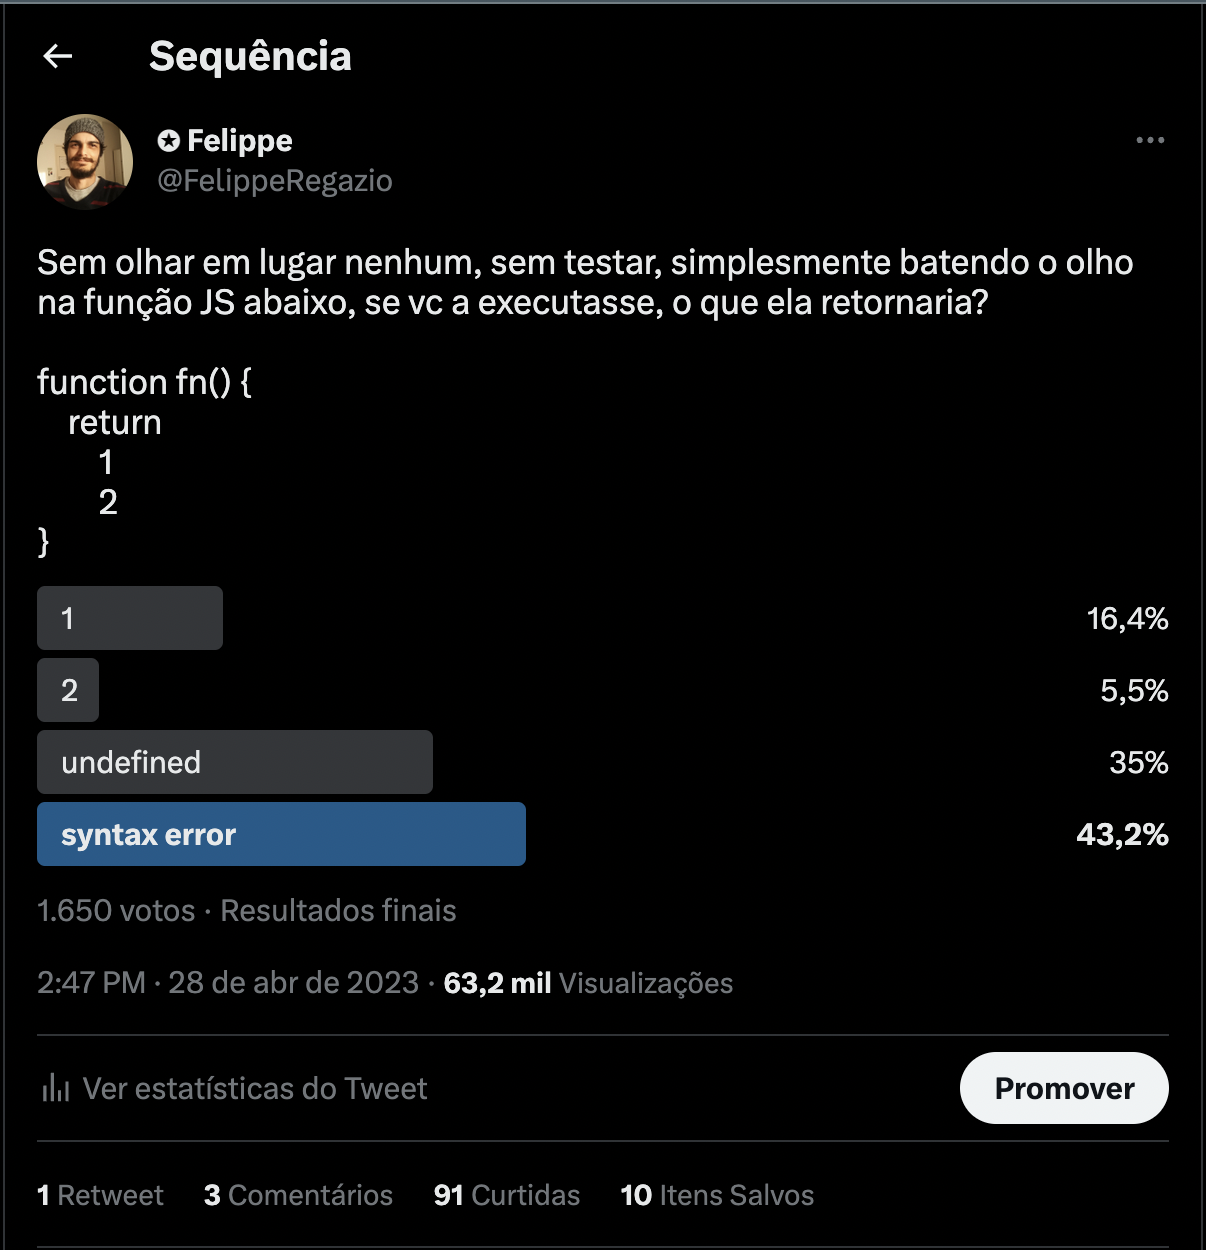 Sequência
Felippe
@FelippeRegazio
Sem olhar em lugar nenhum, sem testar, simplesmente batendo o olho
na função JS abaixo, se vc a executasse, o que ela retornaria?
function fn() {
return
1
2
}
1 16,4%
2 5,5%
undefined 35%
syntax error 43,2%
1.650 votos · Resultados finais
2:47 PM · 28 de abr de 2023 · 63,2 mil Visualizações
Ver estatísticas do Tweet Promover
1 Retweet 3 Comentários 91 Curtidas 10 Itens Salvos